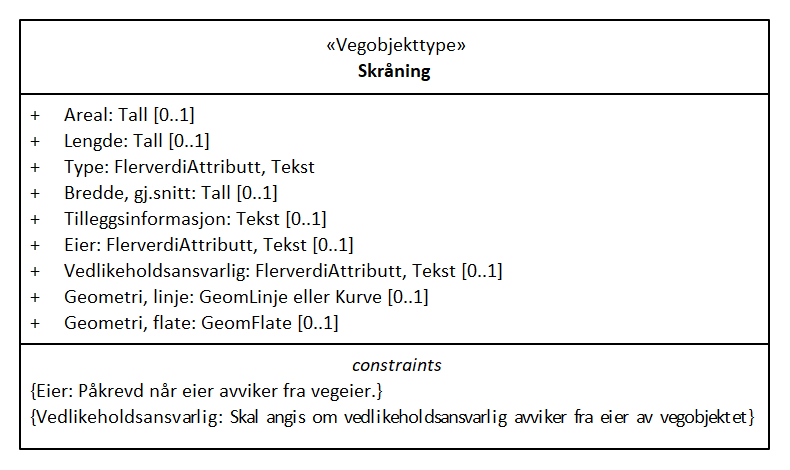 «Vegobjekttype»
Skråning
+ Areal: Tall [0..1]
+ Lengde: Tall [0..1]
+ Type: FlerverdiAttributt, Tekst
+ Bredde, gj.snitt: Tall [0..1]
+ Tilleggsinformasjon: Tekst [0..1]
+ Eier: FlerverdiAttributt, Tekst [0..1]
+ Vedlikeholdsansvarlig: FlerverdiAttributt, Tekst [0..1]
+ Geometri, linje: GeomLinje eller Kurve [0..1]
+ Geometri, flate: GeomFlate [0..1]
constraints
{Eier: Påkrevd når eier avviker fra vegeier.}
{Vedlikeholdsansvarlig: Skal angis om vedlikeholdsansvarlig avviker fra eier av vegobjektet}